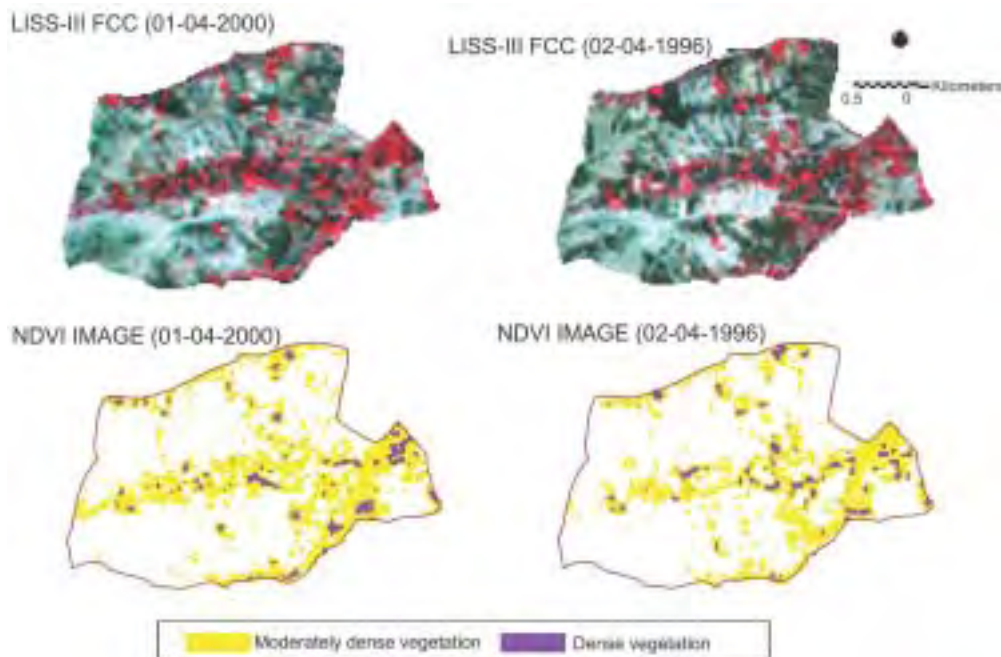 LISS-III FCC (01-04-2000)
LISS-III FCC (02-04-1996)
Kilometers
0.5 0
NDVI IMAGE (01-04-2000)
NDVI IMAGE (02-04-1996)
Moderately dense vegetation
Dense vegetation